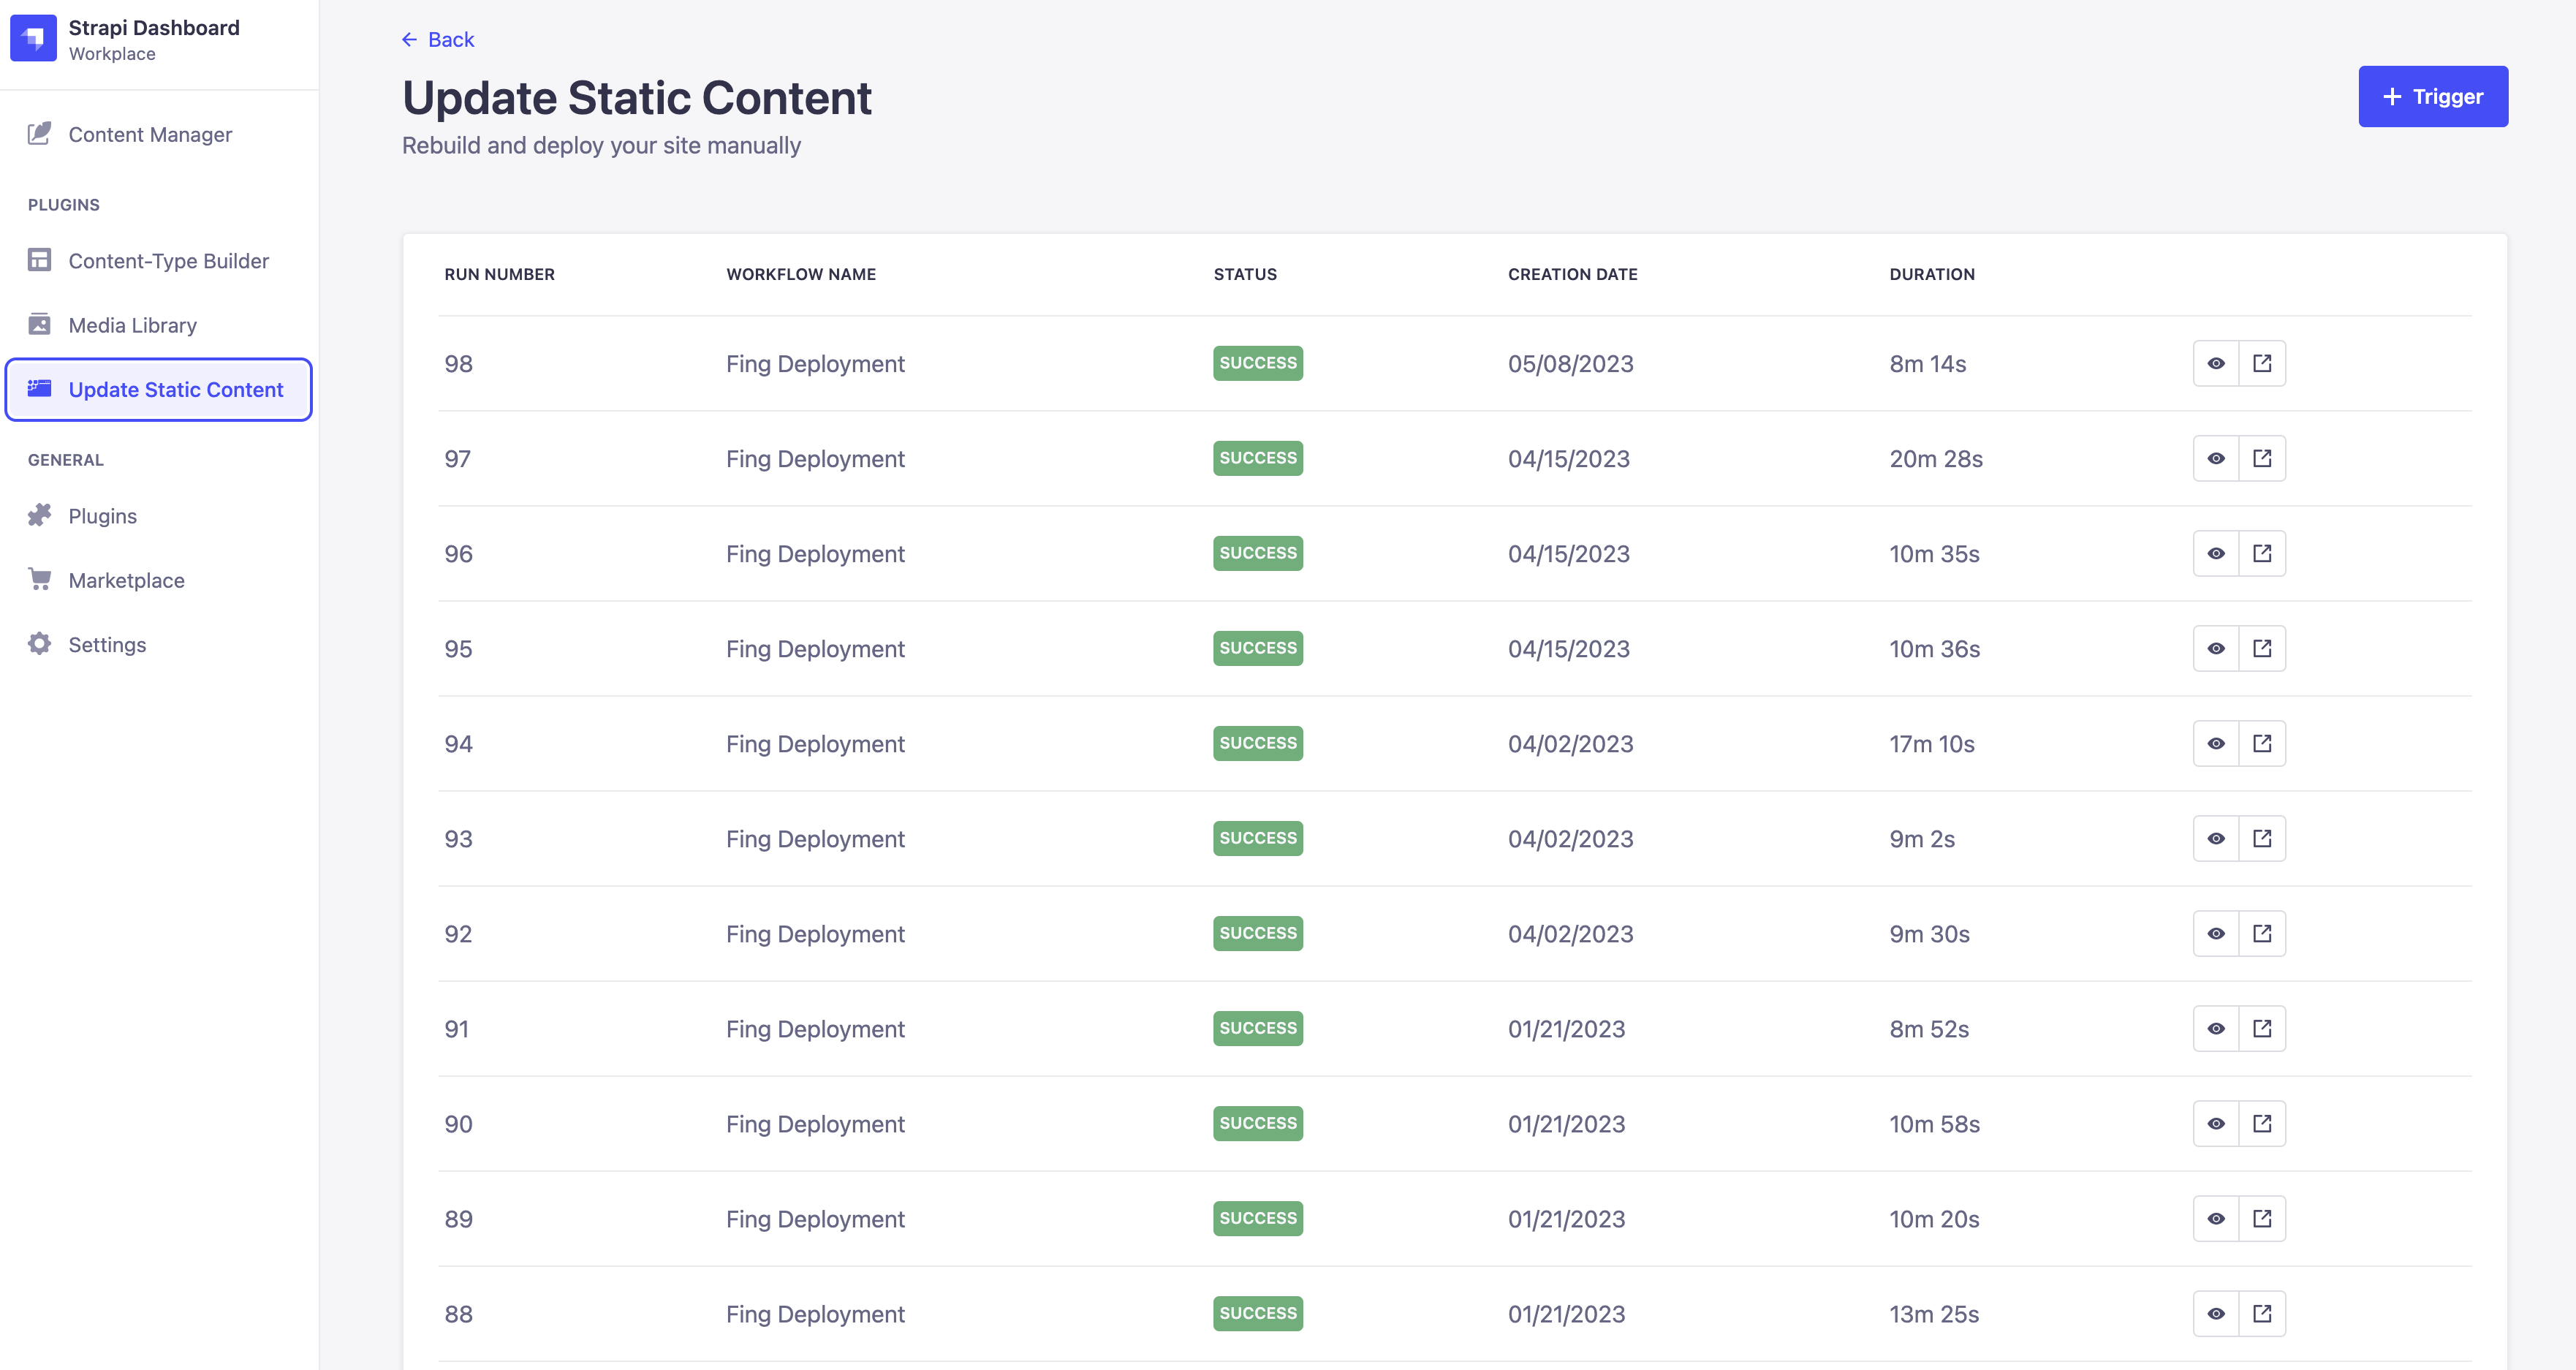 Strapi Dashboard
Workplace
Content Manager
PLUGINS
Content-Type Builder
Media Library
Update Static Content
GENERAL
Plugins
Marketplace
Settings
Back
Update Static Content
Rebuild and deploy your site manually
Trigger
RUN NUMBER WORKFLOW NAME STATUS CREATION DATE DURATION
98 Fing Deployment SUCCESS 05/08/2023 8m 14s
97 Fing Deployment SUCCESS 04/15/2023 20m 28s
96 Fing Deployment SUCCESS 04/15/2023 10m 35s
95 Fing Deployment SUCCESS 04/15/2023 10m 36s
94 Fing Deployment SUCCESS 04/02/2023 17m 10s
93 Fing Deployment SUCCESS 04/02/2023 9m 2s
92 Fing Deployment SUCCESS 04/02/2023 9m 30s
91 Fing Deployment SUCCESS 01/21/2023 8m 52s
90 Fing Deployment SUCCESS 01/21/2023 10m 58s
89 Fing Deployment SUCCESS 01/21/2023 10m 20s
88 Fing Deployment SUCCESS 01/21/2023 13m 25s